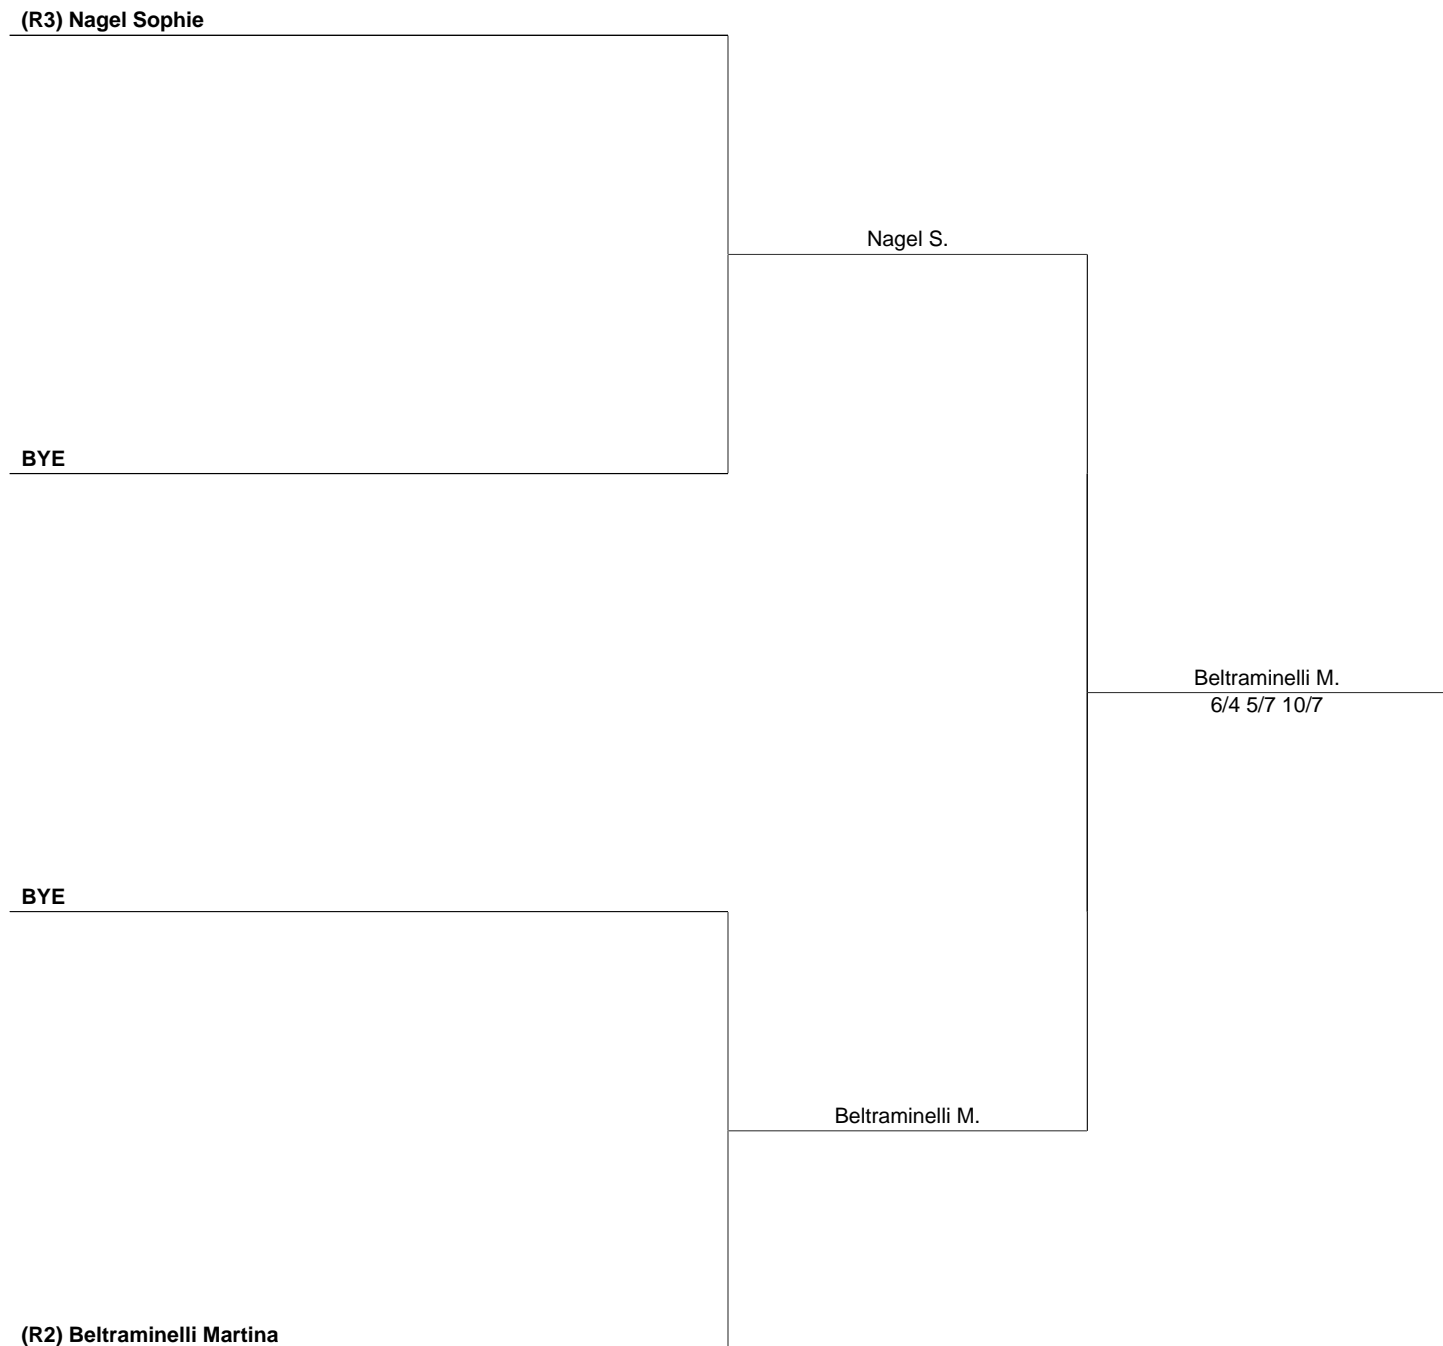 (R3) Nagel Sophie
Nagel S.
BYE
Beltraminelli M.
6/4 5/7 10/7
BYE
Beltraminelli M.
(R2) Beltraminelli Martina